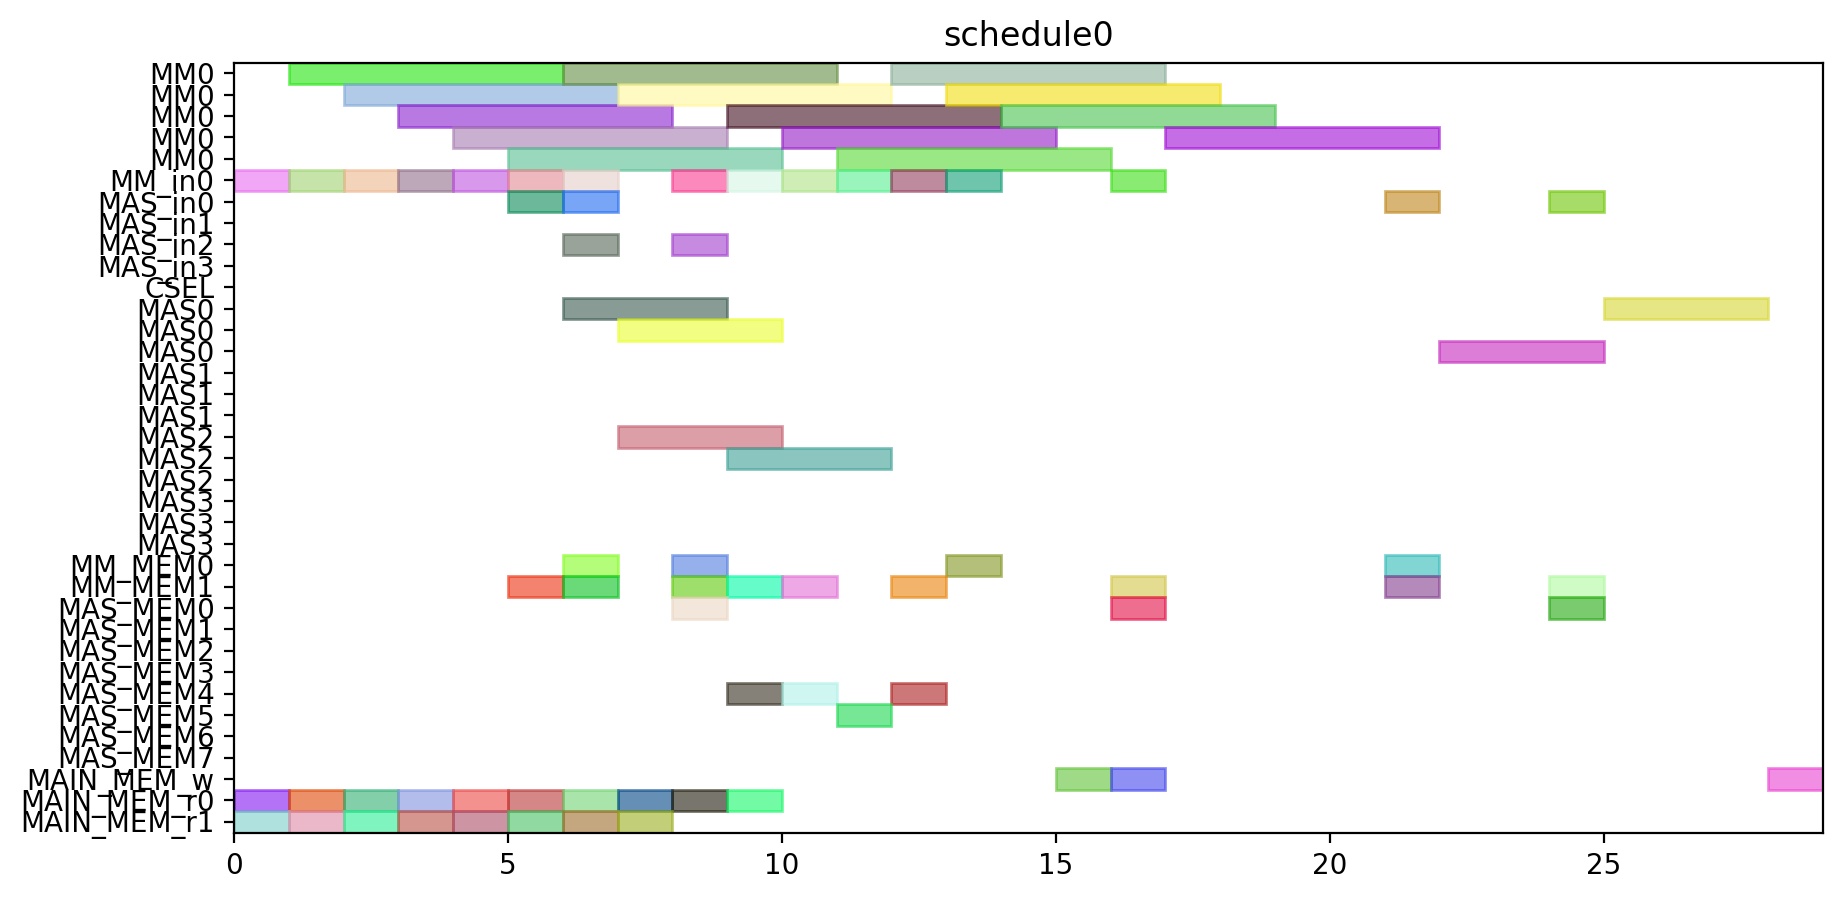 schedule0
MM0
MM0
MM0
MM0
MM0
MM_in0
MAS_in0
MAS_in1
MAS_in2
MAS_in3
CSEL
MAS0
MAS0
MAS0
MAS1
MAS1
MAS1
MAS2
MAS2
MAS2
MAS3
MAS3
MAS3
MM_MEM0
MM_MEM1
MAS_MEM0
MAS_MEM1
MAS_MEM2
MAS_MEM3
MAS_MEM4
MAS_MEM5
MAS_MEM6
MAS_MEM7
MAIN_MEM_w
MAIN_MEM_r0
MAIN_MEM_r1
0 5 10 15 20 25